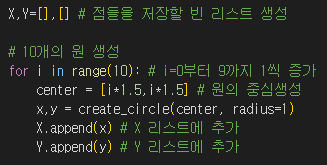 X,Y=[],[] # 점들을 저장할 빈 리스트 생성
# 10개의 원 생성
for i in range(10): # i=0부터 9까지 1씩 증가
    center = [i*1.5,i*1.5] # 원의 중심생성
    x,y = create_circle(center, radius=1)
    X.append(x) # X 리스트에 추가
    Y.append(y) # Y 리스트에 추가